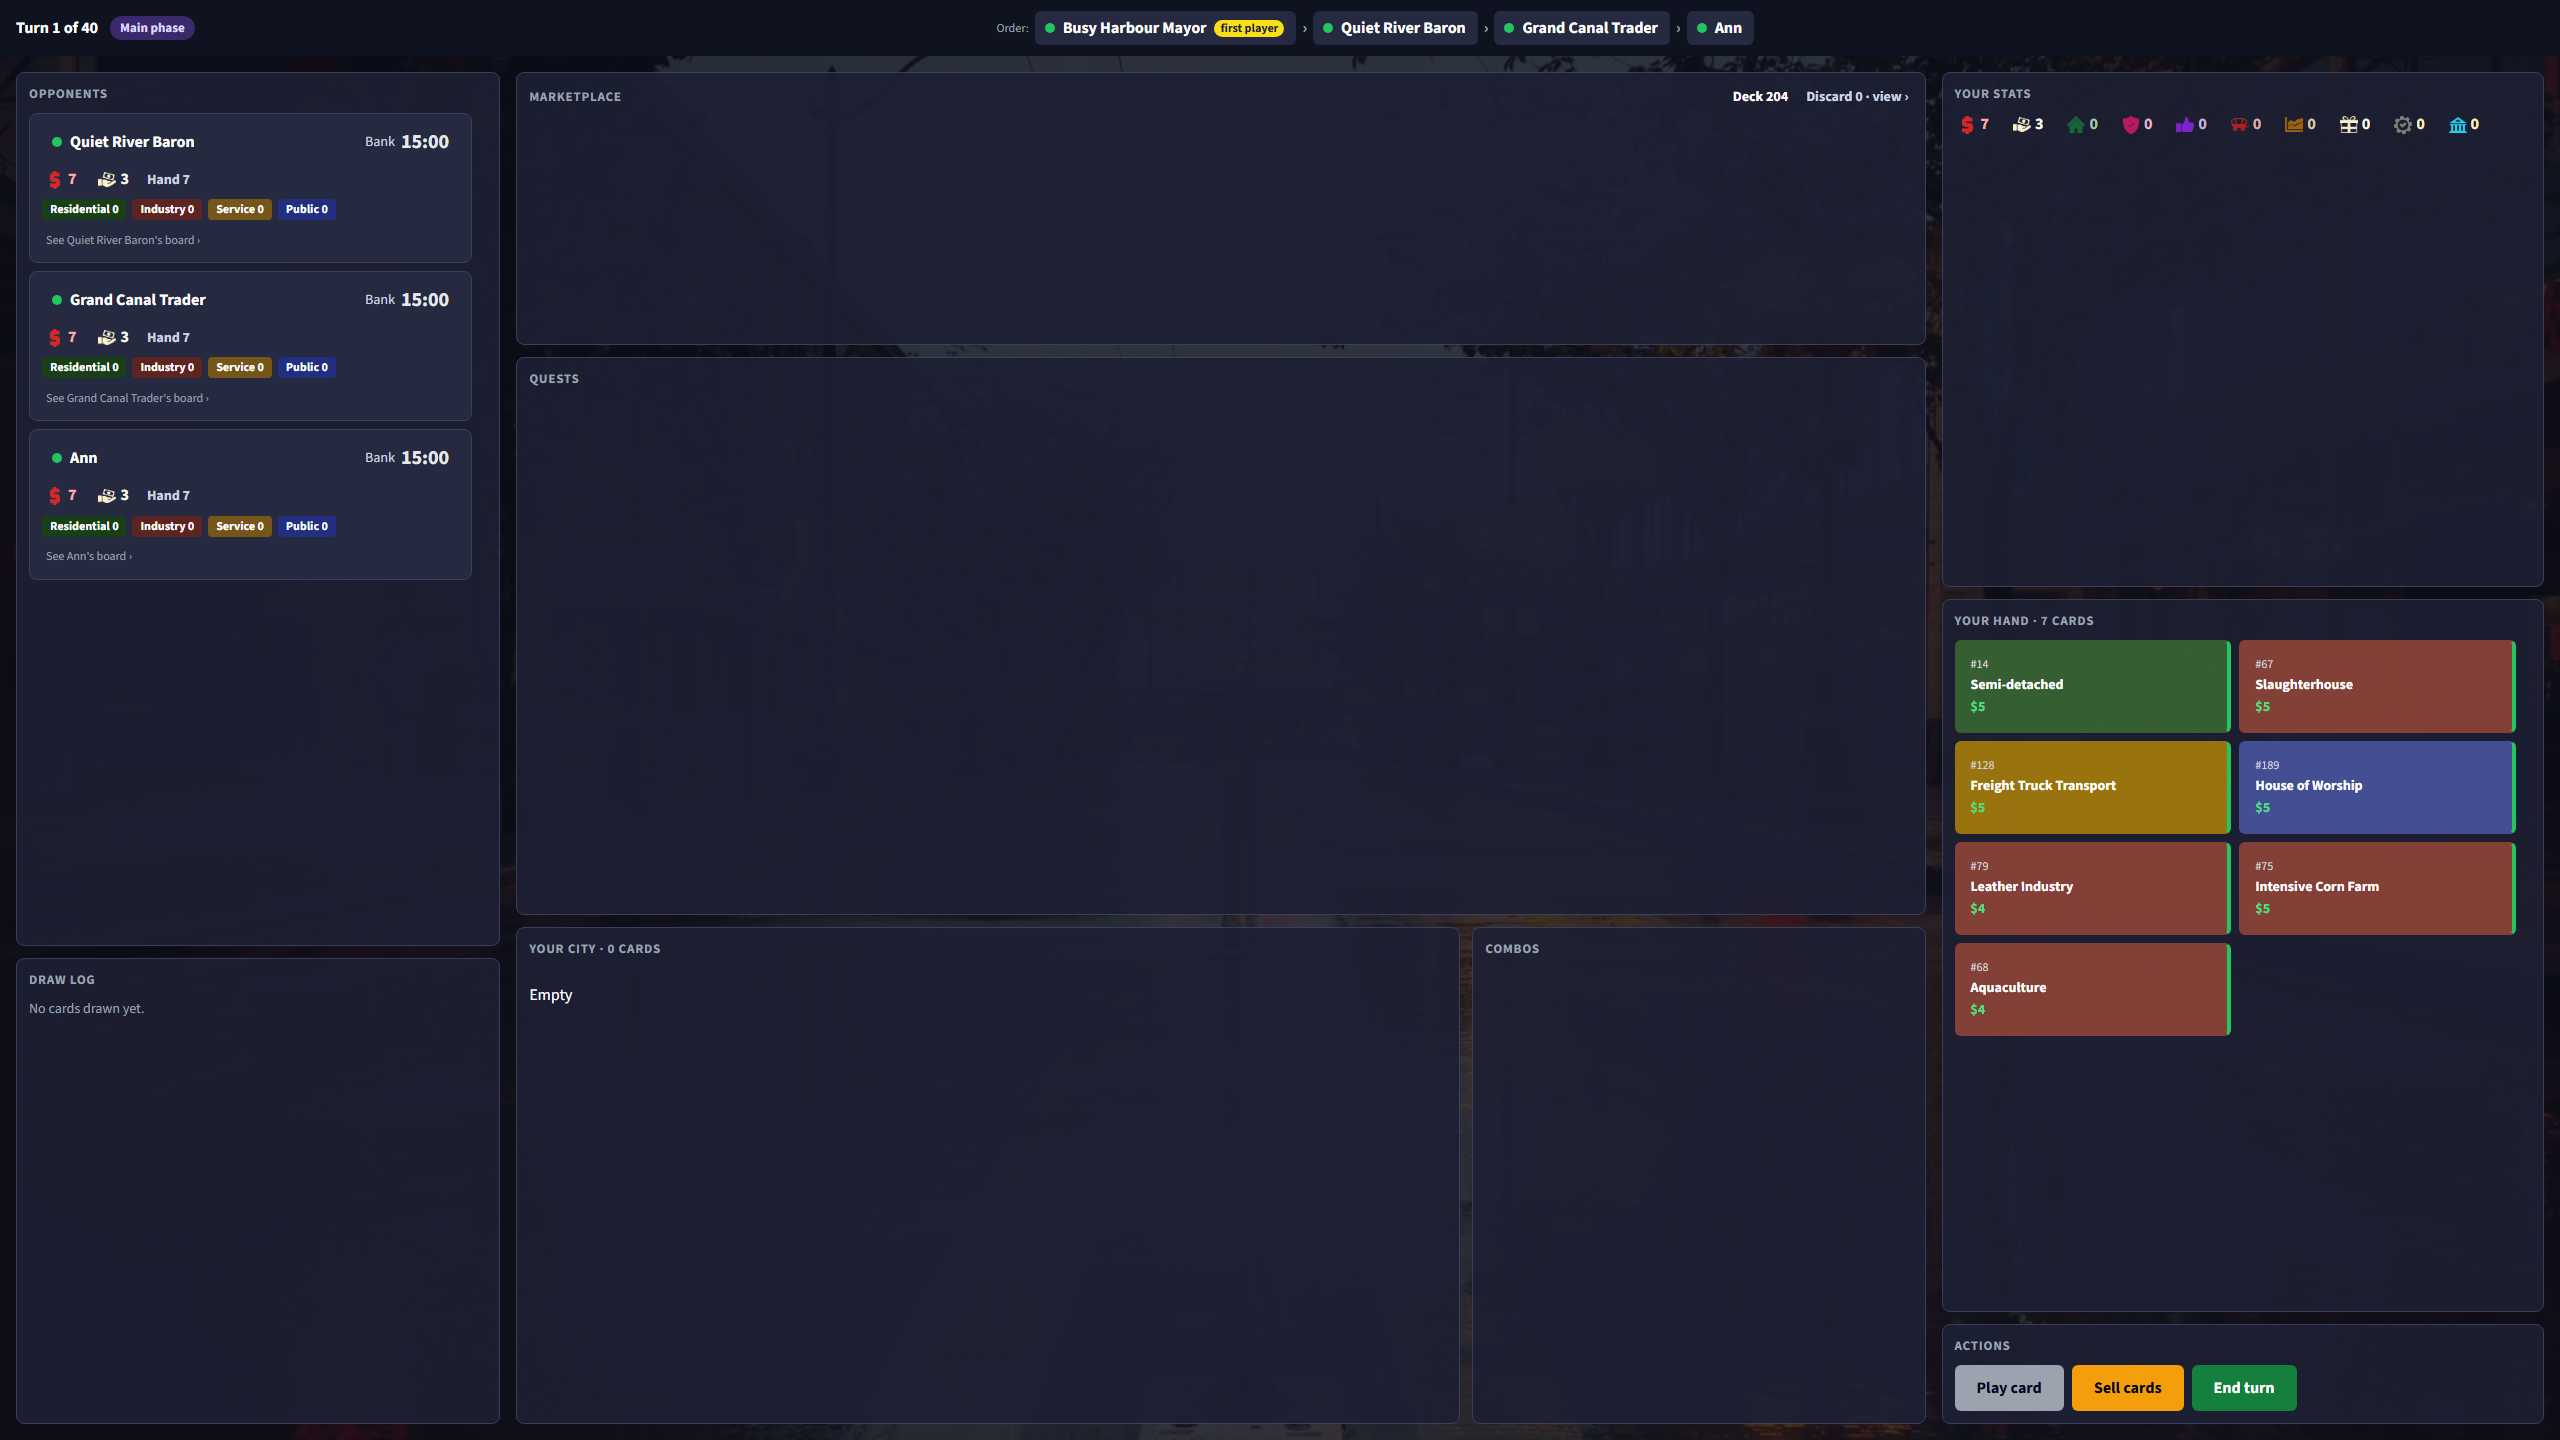 Turn 1 of 40 Main phase Order: Busy Harbour Mayor first player › Quiet River Baron › Grand Canal Trader › Ann
OPPONENTS
Quiet River Baron Bank 15:00
7 3 Hand 7
Residential 0 Industry 0 Service 0 Public 0
See Quiet River Baron's board ›
Grand Canal Trader Bank 15:00
7 3 Hand 7
Residential 0 Industry 0 Service 0 Public 0
See Grand Canal Trader's board ›
Ann Bank 15:00
7 3 Hand 7
Residential 0 Industry 0 Service 0 Public 0
See Ann's board ›
DRAW LOG
No cards drawn yet.
MARKETPLACE Deck 204 Discard 0 · view ›
QUESTS
YOUR CITY · 0 CARDS
Empty
COMBOS
YOUR STATS
7 3 0 0 0 0 0 0 0 0
YOUR HAND · 7 CARDS
#14
Semi-detached
$5
#67
Slaughterhouse
$5
#128
Freight Truck Transport
$5
#189
House of Worship
$5
#79
Leather Industry
$4
#75
Intensive Corn Farm
$5
#68
Aquaculture
$4
ACTIONS
Play card Sell cards End turn